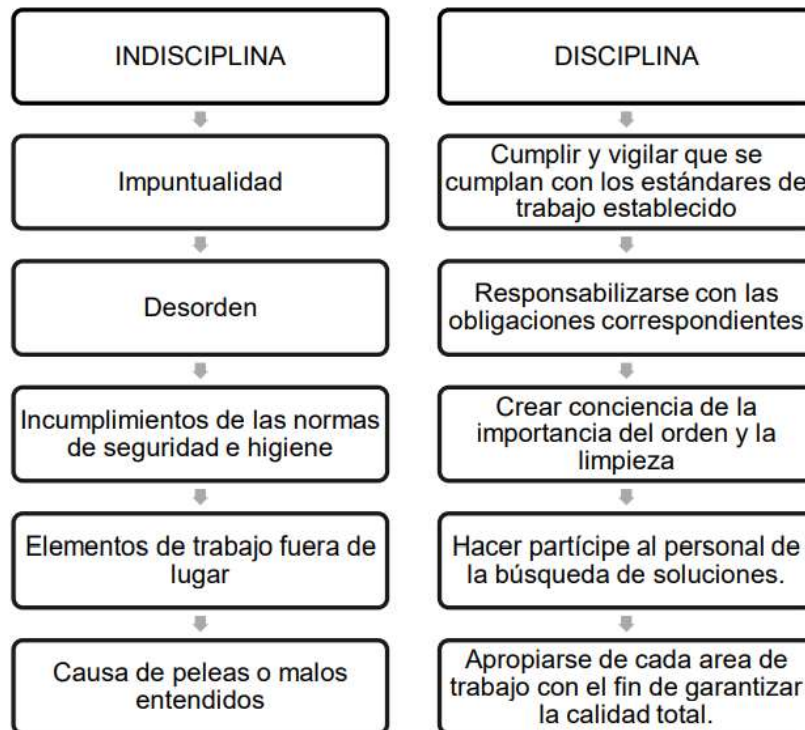 INDISCIPLINA
Impuntualidad
Desorden
Incumplimientos de las normas
de seguridad e higiene
Elementos de trabajo fuera de
lugar
Causa de peleas o malos
entendidos
DISCIPLINA
Cumplir y vigilar que se
cumplan con los estándares de
trabajo establecido
Responsabilizarse con las
obligaciones correspondientes
Crear conciencia de la
importancia del orden y la
limpieza
Hacer partícipe al personal de
la búsqueda de soluciones.
Apropiarse de cada area de
trabajo con el fin de garantizar
la calidad total.